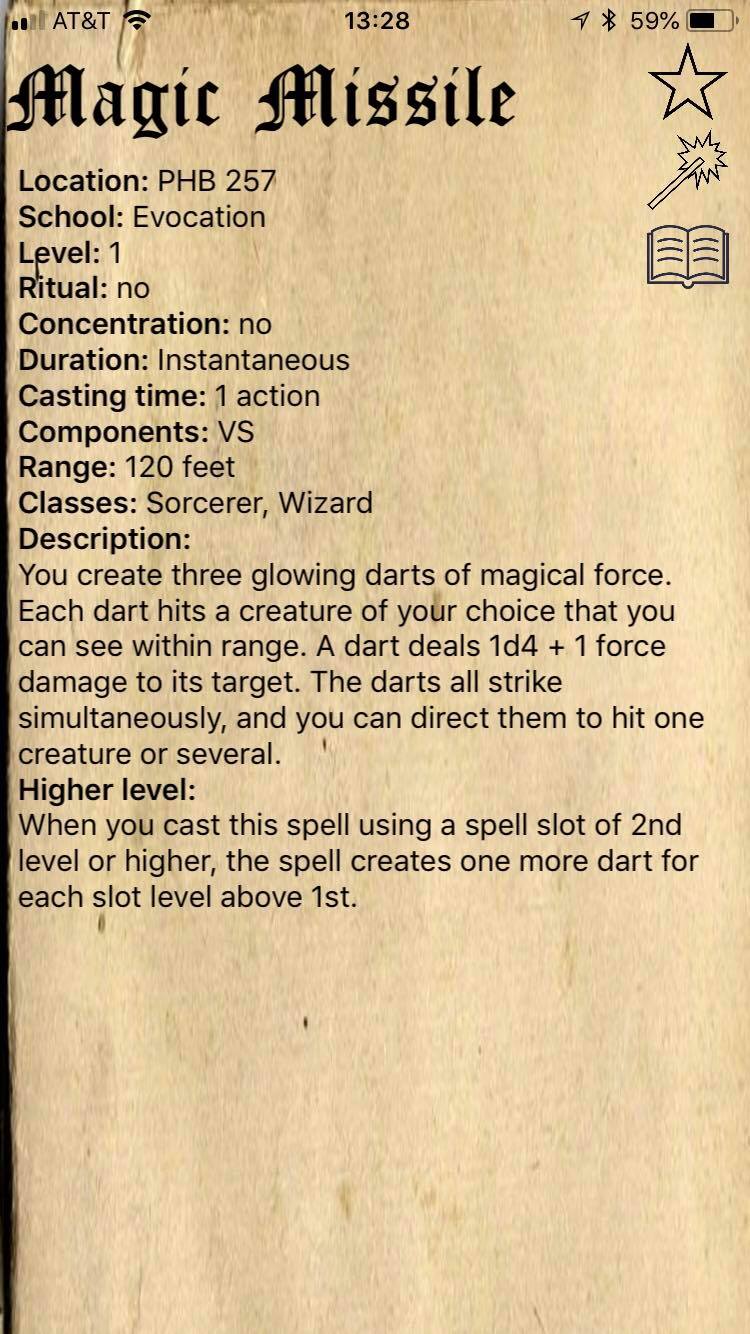 AT&T 13:28 59%
Magic Missile
Location: PHB 257
School: Evocation
Level: 1
Ritual: no
Concentration: no
Duration: Instantaneous
Casting time: 1 action
Components: VS
Range: 120 feet
Classes: Sorcerer, Wizard
Description:
You create three glowing darts of magical force.
Each dart hits a creature of your choice that you
can see within range. A dart deals 1d4 + 1 force
damage to its target. The darts all strike
simultaneously, and you can direct them to hit one
creature or several.
Higher level:
When you cast this spell using a spell slot of 2nd
level or higher, the spell creates one more dart for
each slot level above 1st.